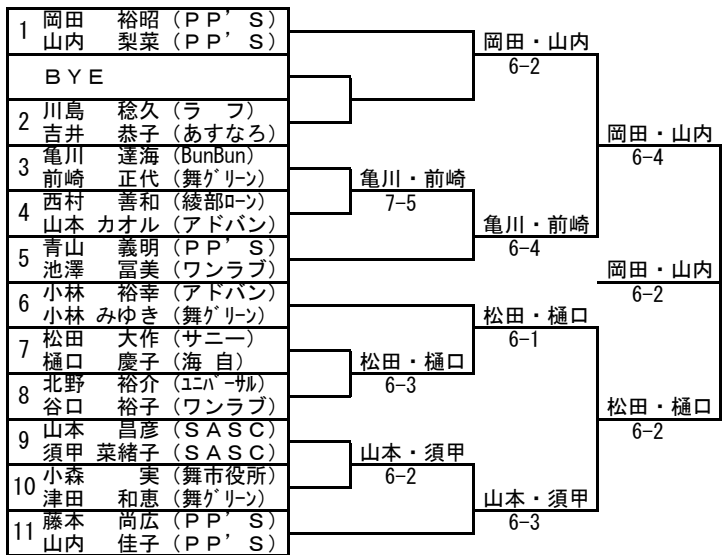 1 岡田 裕昭（ＰＰ’Ｓ）
山内 梨菜（ＰＰ’Ｓ）
ＢＹＥ
2 川島 稔久（ラ フ）
吉井 恭子（あすなろ）
3 亀川 達海（BunBun）
前崎 正代（舞ｸﾞﾘｰﾝ）
4 西村 善和（綾部ﾛｰﾝ）
山本 カオル（アドバン）
5 青山 義明（ＰＰ’Ｓ）
池澤 冨美（ワンラブ）
6 小林 裕幸（アドバン）
小林 みゆき（舞ｸﾞﾘｰﾝ）
7 松田 大作（サニー）
樋口 慶子（海 自）
8 北野 裕介（ﾕﾆﾊﾞｰｻﾙ）
谷口 裕子（ワンラブ）
9 山本 昌彦（ＳＡＳＣ）
須甲 菜緒子（ＳＡＳＣ）
10 小森 実（舞市役所）
津田 和恵（舞ｸﾞﾘｰﾝ）
11 藤本 尚広（ＰＰ’Ｓ）
山内 佳子（ＰＰ’Ｓ）
亀川・前崎
7-5
松田・樋口
6-3
山本・須甲
6-2
岡田・山内
6-2
亀川・前崎
6-4
松田・樋口
6-1
山本・須甲
6-3
岡田・山内
6-4
松田・樋口
6-2
岡田・山内
6-2